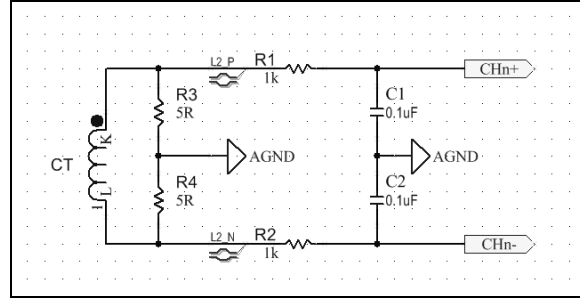 L2_P
R1
1k
CHn+
R3
5R
C1
0.1uF
K
AGND
AGND
CT
R4
5R
C2
0.1uF
L
1
L2_N
R2
1k
CHn-